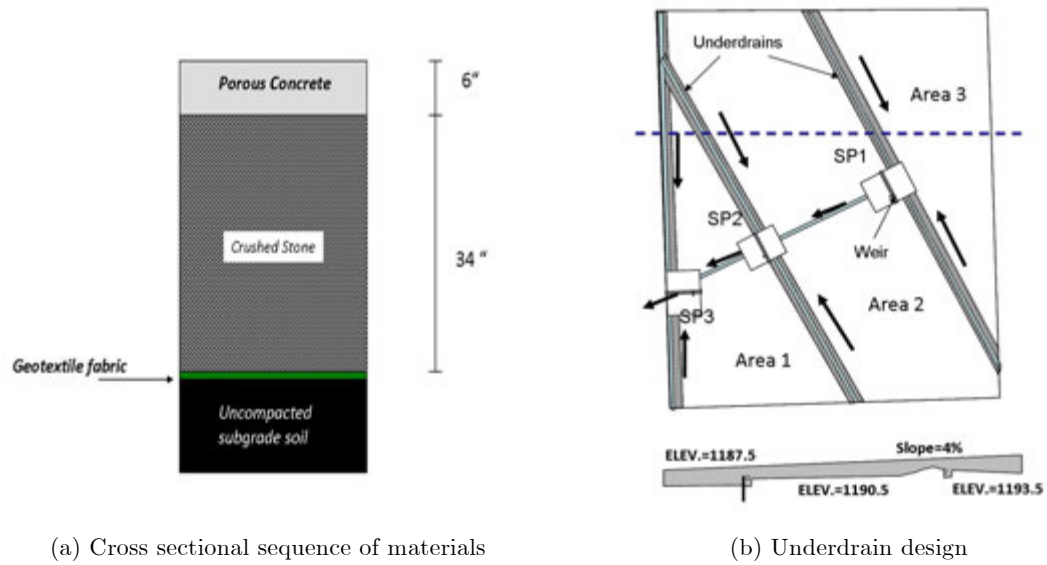 Porous Concrete
6"
Crushed Stone
34 "
Geotextile fabric
Uncompacted
subgrade soil
Underdrains
Area 3
SP1
SP2
Weir
Area 2
SP3
Area 1
ELEV.=1187.5
Slope=4%
ELEV.=1190.5
ELEV.=1193.5
(a) Cross sectional sequence of materials
(b) Underdrain design